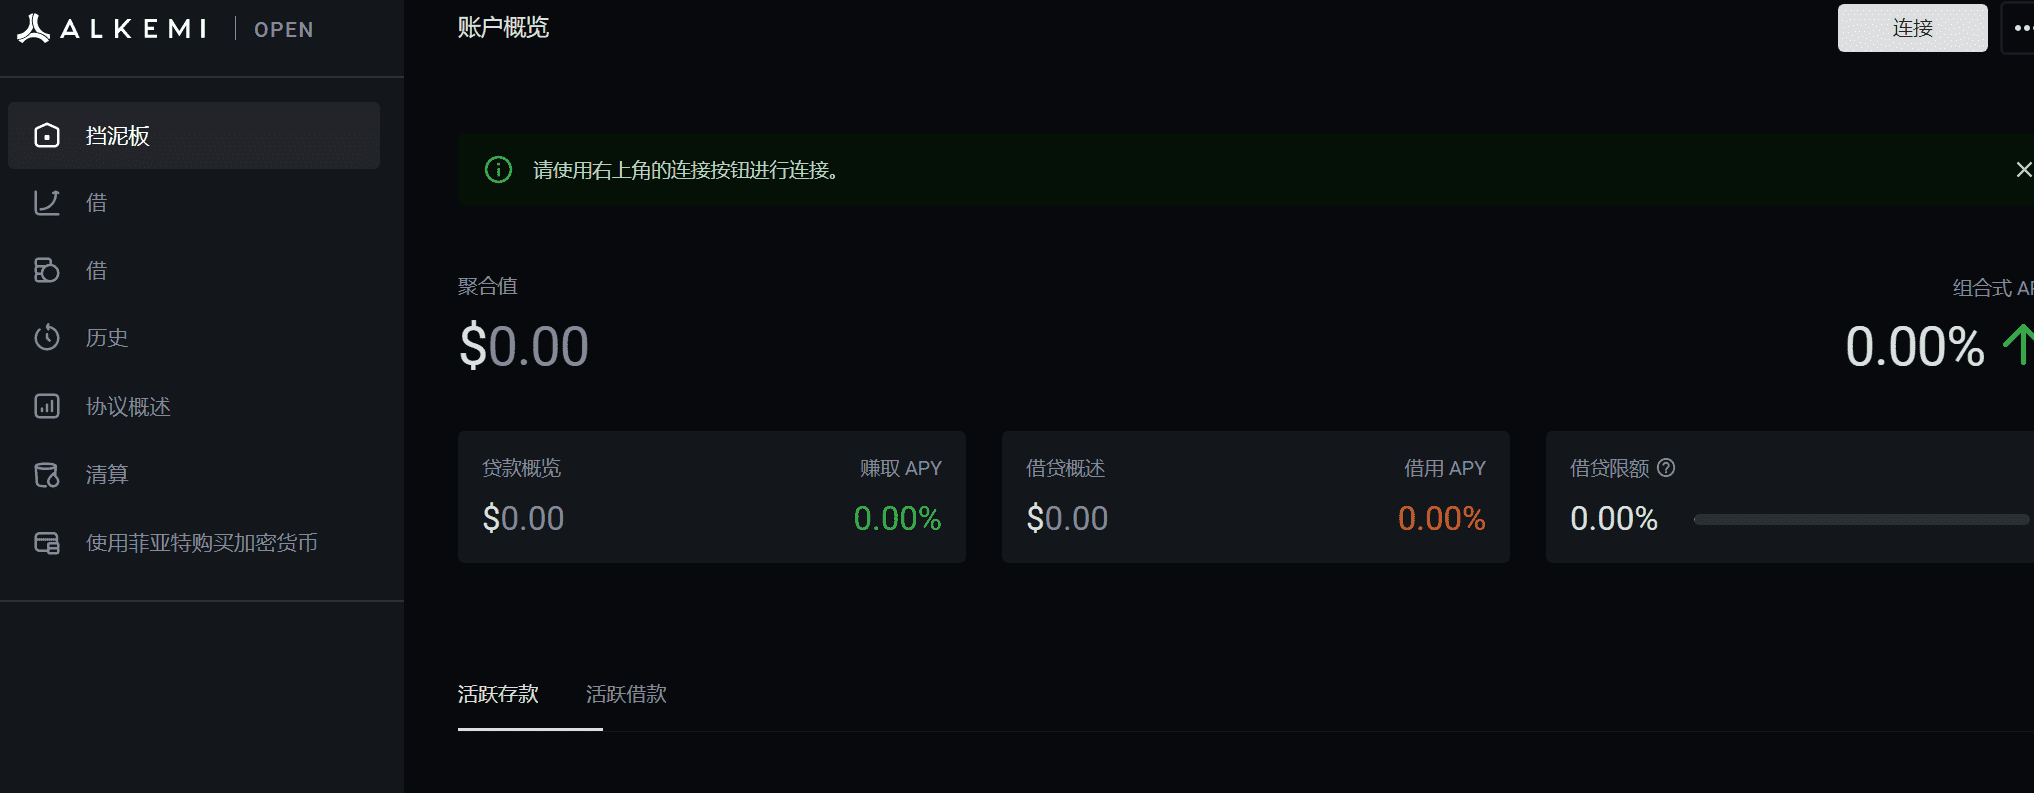 ALKEMI OPEN
账户概览
连接
挡泥板
借
借
历史
协议概述
清算
使用菲亚特购买加密货币
请使用右上角的连接按钮进行连接。
聚合值
$0.00
组合式
0.00%
贷款概览 赚取 APY
$0.00 0.00%
借贷概述 借用 APY
$0.00 0.00%
借贷限额
0.00%
活跃存款 活跃借款